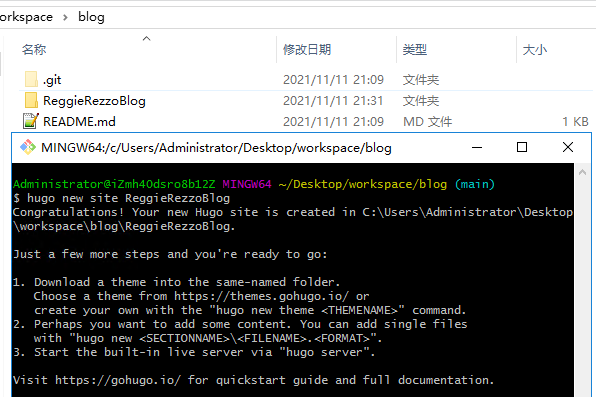 orkspace > blog
名称 修改日期 类型 大小
.git 2021/11/11 21:09 文件夹
ReggieRezzoBlog 2021/11/11 21:31 文件夹
README.md 2021/11/11 21:09 MD 文件 1 KB
MINGW64:/c/Users/Administrator/Desktop/workspace/blog
Administrator@iZmh40dsro8b12Z MINGW64 ~/Desktop/workspace/blog (main)
$ hugo new site ReggieRezzoBlog
Congratulations! Your new Hugo site is created in C:\Users\Administrator\Desktop
\workspace\blog\ReggieRezzoBlog.
Just a few more steps and you're ready to go:
1. Download a theme into the same-named folder.
Choose a theme from https://themes.gohugo.io/ or
create your own with the "hugo new theme <THEMENAME>" command.
2. Perhaps you want to add some content. You can add single files
with "hugo new <SECTIONNAME>\<FILENAME>.<FORMAT>".
3. Start the built-in live server via "hugo server".
Visit https://gohugo.io/ for quickstart guide and full documentation.